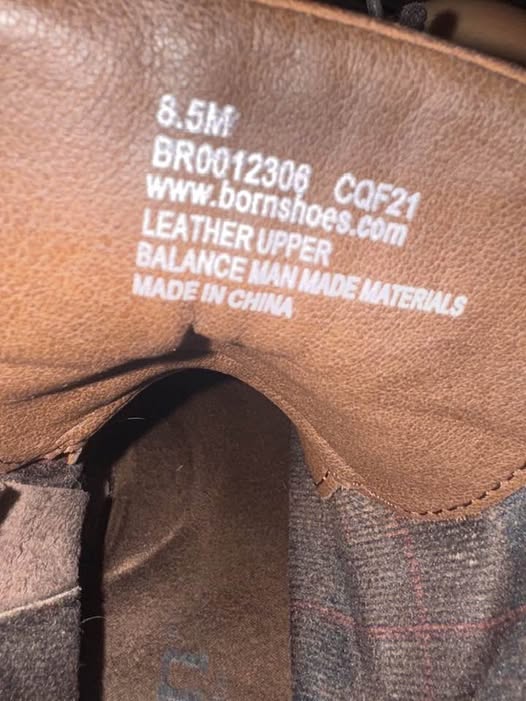 8.5M
BR0012306 CQF21
www.bornshoes.com
LEATHER UPPER
BALANCE MAN MADE MATERIALS
MADE IN CHINA